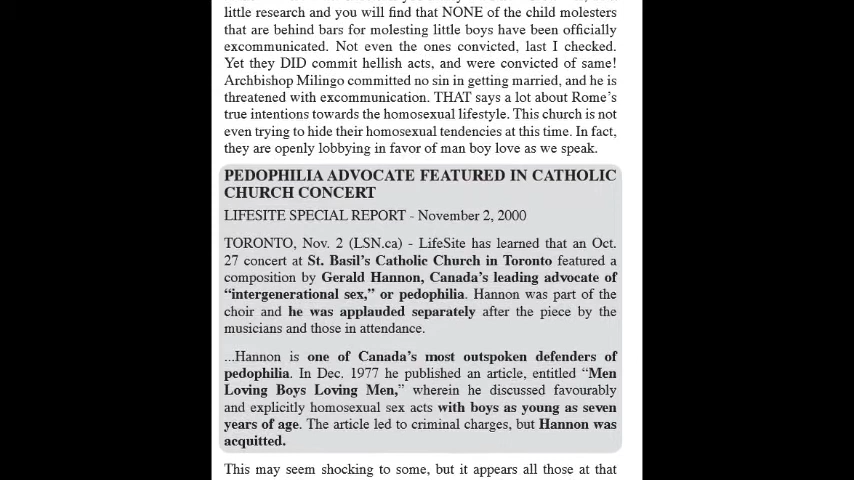 little research and you will find that NONE of the child molesters
that are behind bars for molesting little boys have been officially
excommunicated. Not even the ones convicted, last I checked.
Yet they DID commit hellish acts, and were convicted of same!
Archbishop Milingo committed no sin in getting married, and he is
threatened with excommunication. THAT says a lot about Rome's
true intentions towards the homosexual lifestyle. This church is not
even trying to hide their homosexual tendencies at this time. In fact,
they are openly lobbying in favor of man boy love as we speak.
PEDOPHILIA ADVOCATE FEATURED IN CATHOLIC
CHURCH CONCERT
LIFESITE SPECIAL REPORT - November 2, 2000
TORONTO, Nov. 2 (LSN.ca) - LifeSite has learned that an Oct.
27 concert at St. Basil's Catholic Church in Toronto featured a
composition by Gerald Hannon, Canada's leading advocate of
"intergenerational sex," or pedophilia. Hannon was part of the
choir and he was applauded separately after the piece by the
musicians and those in attendance.
...Hannon is one of Canada's most outspoken defenders of
pedophilia. In Dec. 1977 he published an article, entitled "Men
Loving Boys Loving Men," wherein he discussed favourably
and explicitly homosexual sex acts with boys as young as seven
years of age. The article led to criminal charges, but Hannon was
acquitted.
This may seem shocking to some, but it appears all those at that